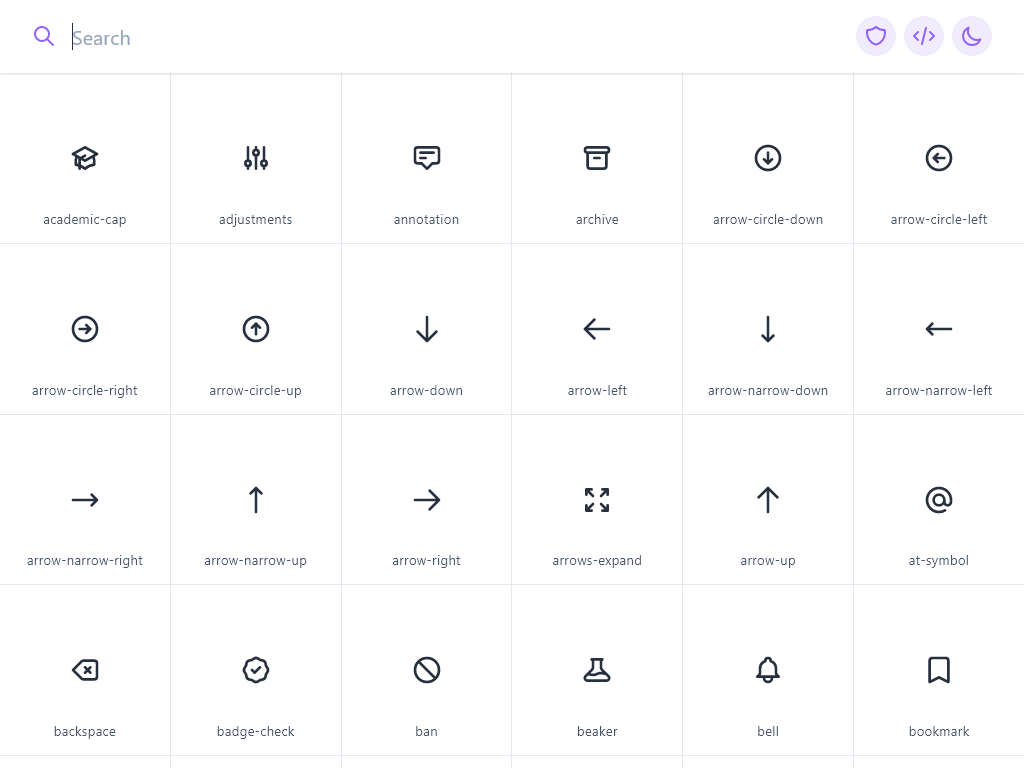 Search
academic-cap
adjustments
annotation
archive
arrow-circle-down
arrow-circle-left
arrow-circle-right
arrow-circle-up
arrow-down
arrow-left
arrow-narrow-down
arrow-narrow-left
arrow-narrow-right
arrow-narrow-up
arrow-right
arrows-expand
arrow-up
at-symbol
backspace
badge-check
ban
beaker
bell
bookmark